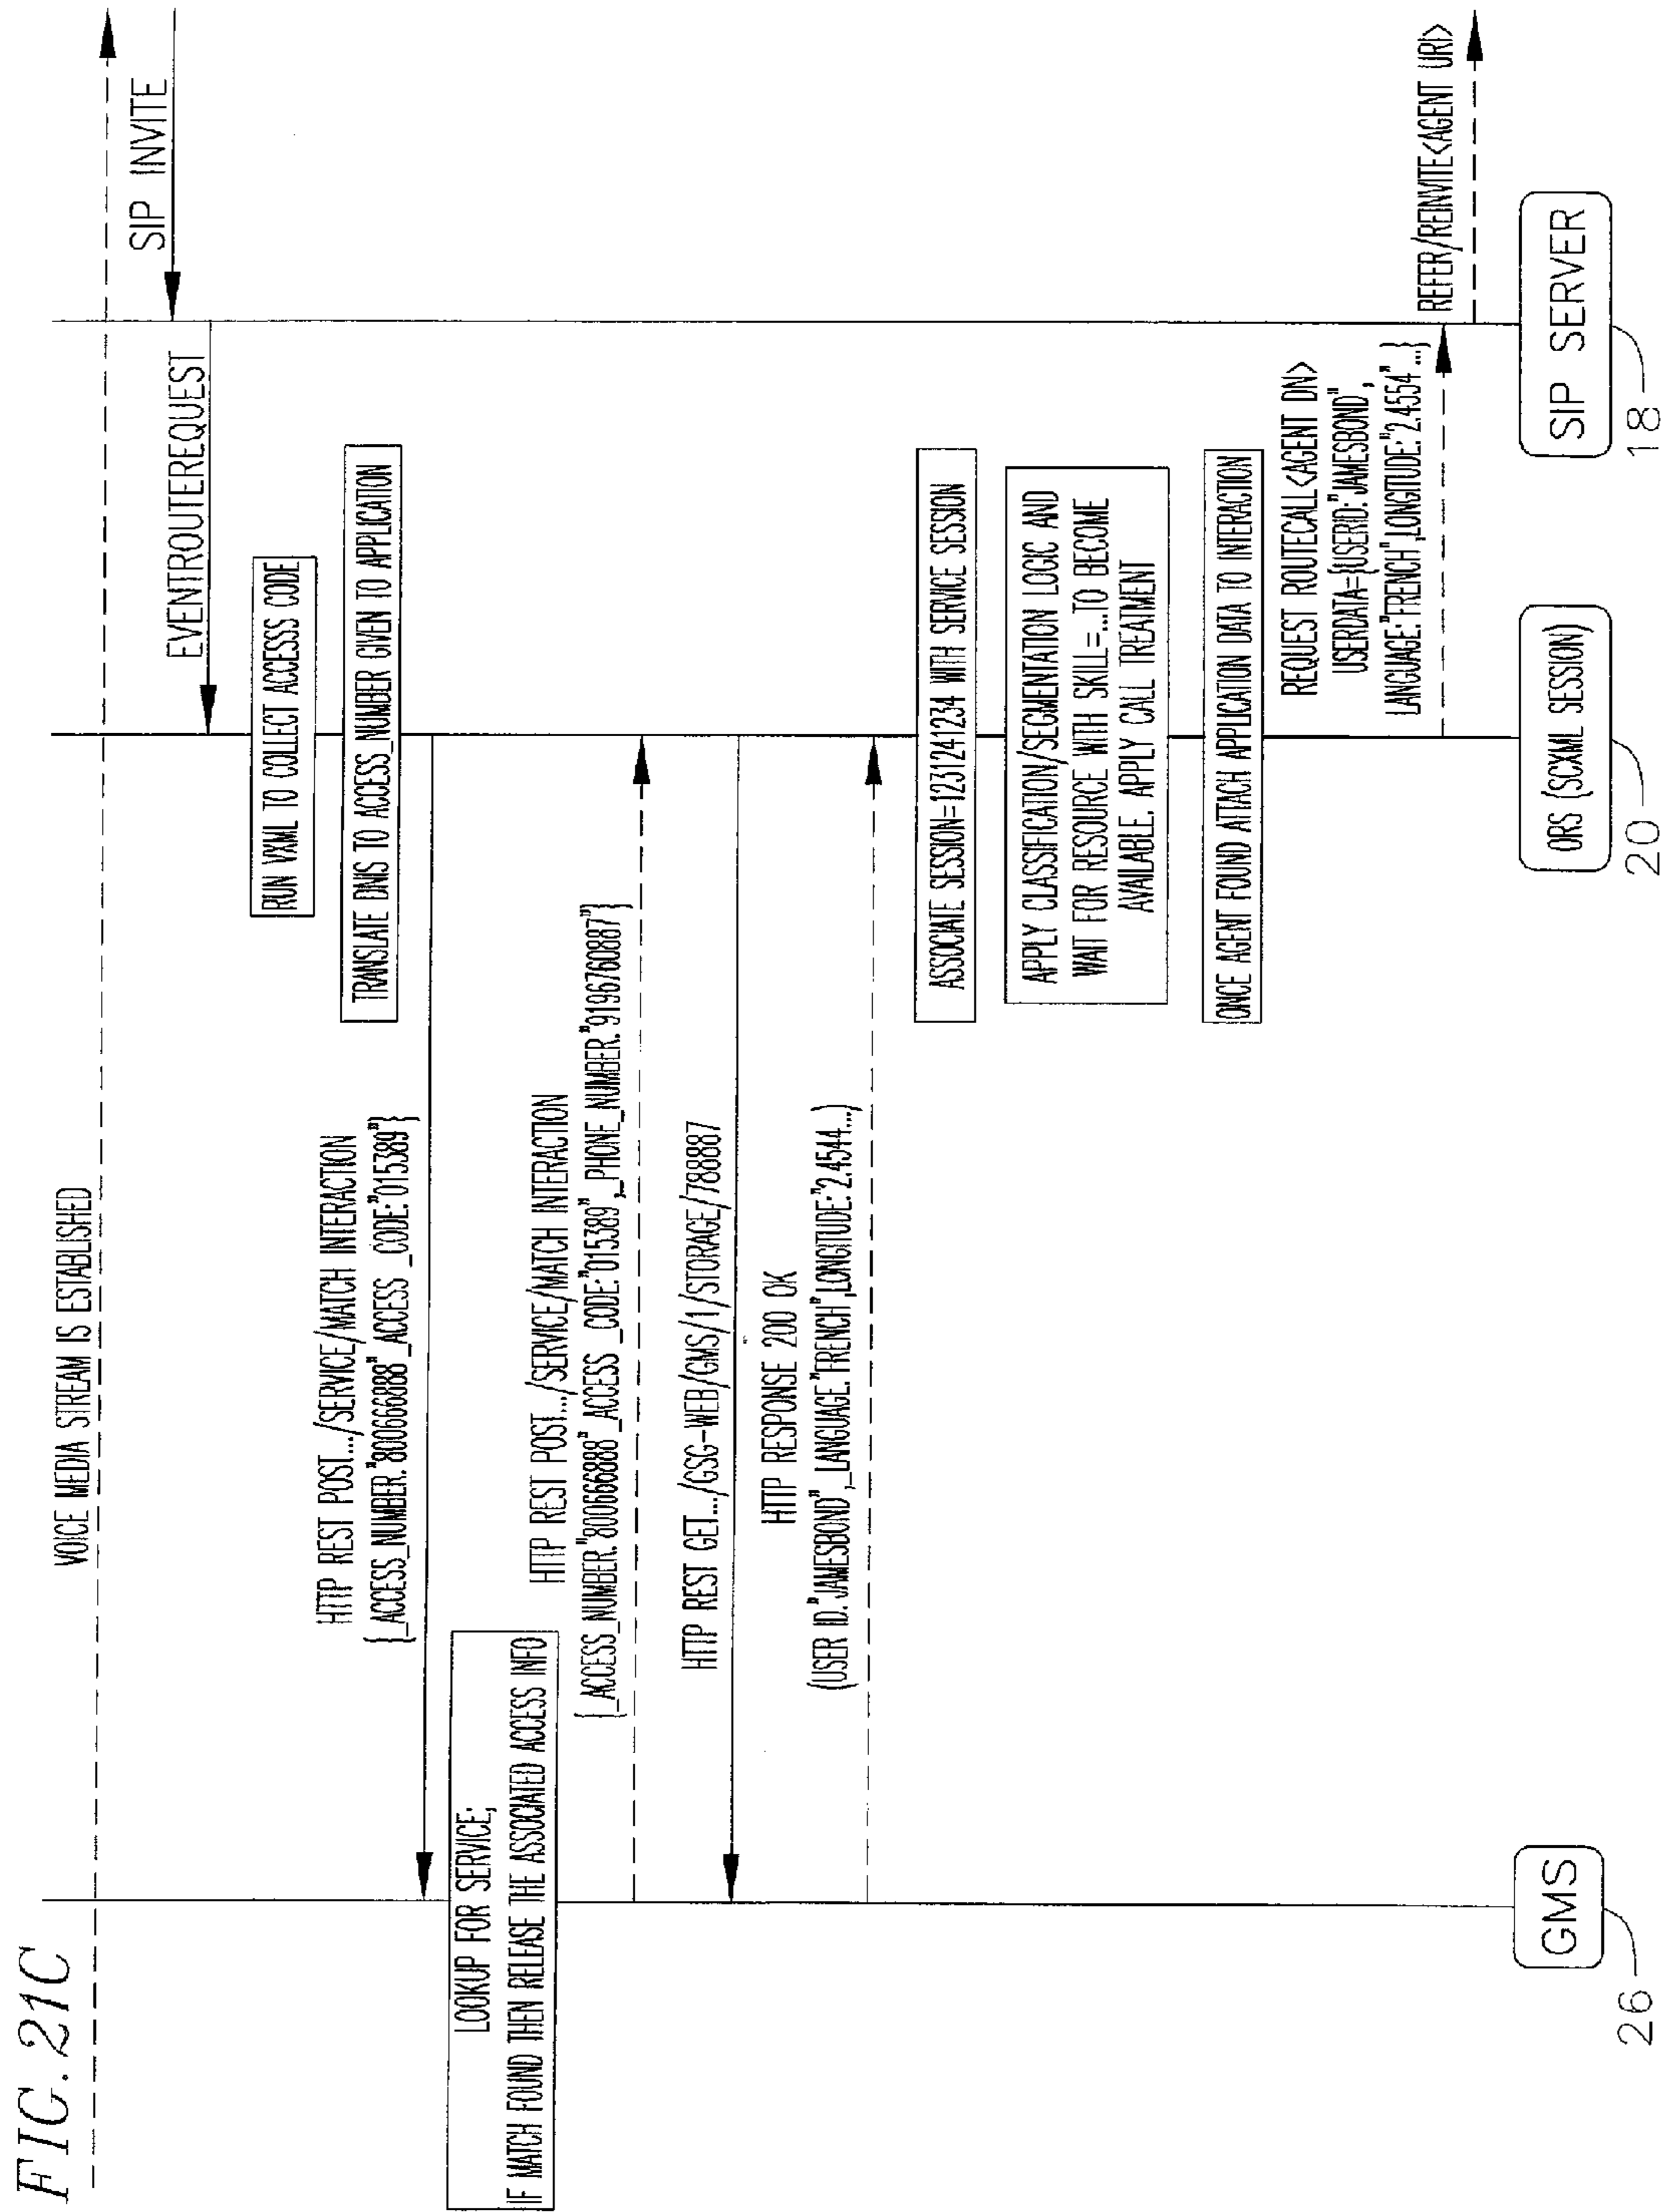 FIG. 21C
VOICE MEDIA STREAM IS ESTABLISHED
SIP INVITE
EVENTROUTEREQUEST
RUN VXML TO COLLECT ACCESSS CODE
TRANSLATE DNIS TO ACCESS_NUMBER GIVEN TO APPLICATION
HTTP REST POST.../SERVICE/MATCH INTERACTION
{_ACCESS_NUMBER:"80066688"_ACCESS _CODE:"015389"}
LOOKUP FOR SERVICE;
IF MATCH FOUND THEN RELEASE THE ASSOCIATED ACCESS INFO
HTTP REST POST.../SERVICE/MATCH INTERACTION
{_ACCESS_NUMBER:"80066688"_ACCESS _CODE:"015389",_PHONE_NUMBER:"9196760887"}
HTTP REST GET.../GSG-WEB/GMS/1/STORAGE/788887
HTTP RESPONSE 200 OK
(USER ID:"JAMESBOND",_LANGUAGE:"FRENCH",LONGITUDE:"2.4544...)
ASSOCIATE SESSION=1231241234 WITH SERVICE SESSION
APPLY CLASSIFICATION/SEGMENTATION LOGIC AND
WAIT FOR RESOURCE WITH SKILL=...TO BECOME
AVAILABLE. APPLY CALL TREATMENT
ONCE AGENT FOUND ATTACH APPLICATION DATA TO INTERACTION
REQUEST ROUTECALL<AGENT DN>
USERDATA={USERID:"JAMESBOND",
LANGUAGE:"FRENCH",LONGITUDE:"2.4554"...}
REFER/REINVITE<AGENT URI>
GMS
26
ORS (SCXML SESSION)
20
SIP SERVER
18